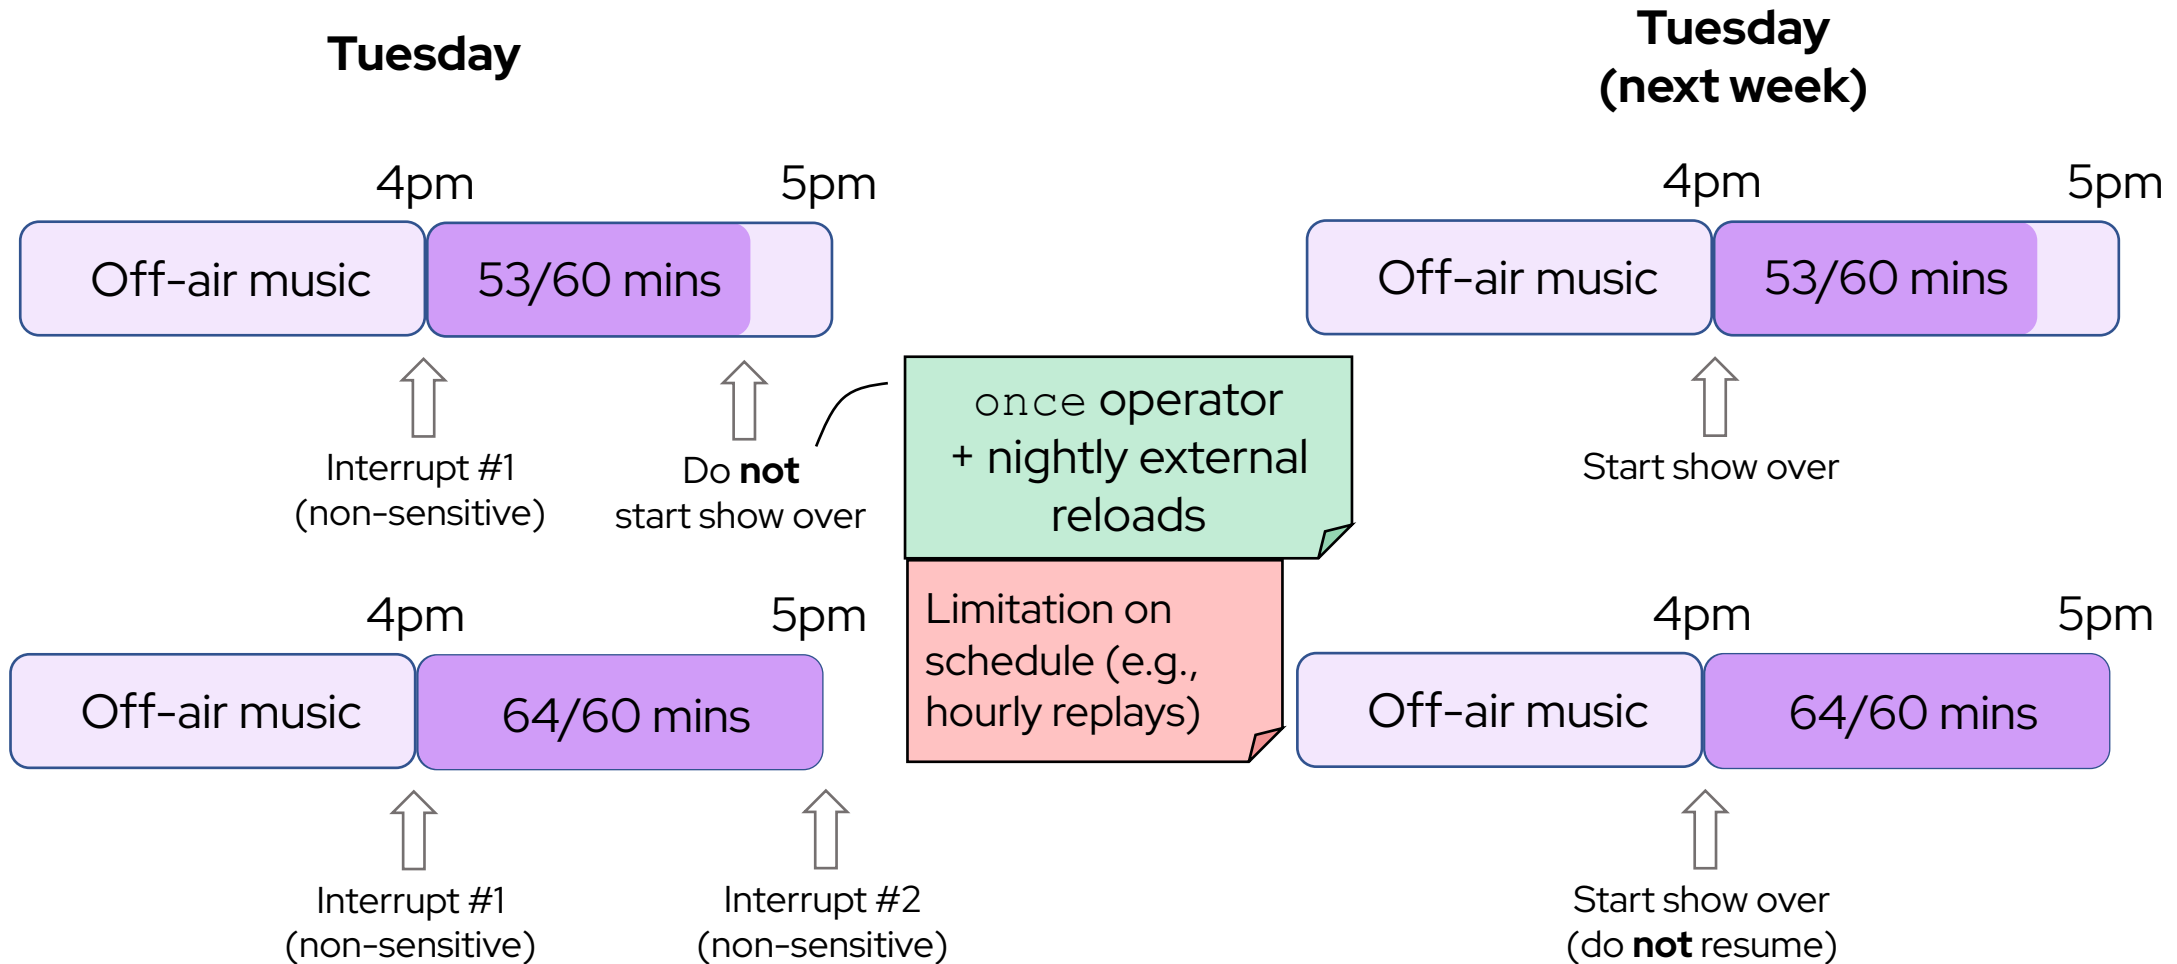 Tuesday
4pm
5pm
Off-air music
53/60 mins
Interrupt #1
(non-sensitive)
Do not
start show over
4pm
5pm
Off-air music
64/60 mins
Interrupt #1
(non-sensitive)
Interrupt #2
(non-sensitive)
once operator
+ nightly external
reloads
Limitation on
schedule (e.g.,
hourly replays)
Tuesday
(next week)
4pm
5pm
Off-air music
53/60 mins
Start show over
4pm
5pm
Off-air music
64/60 mins
Start show over
(do not resume)